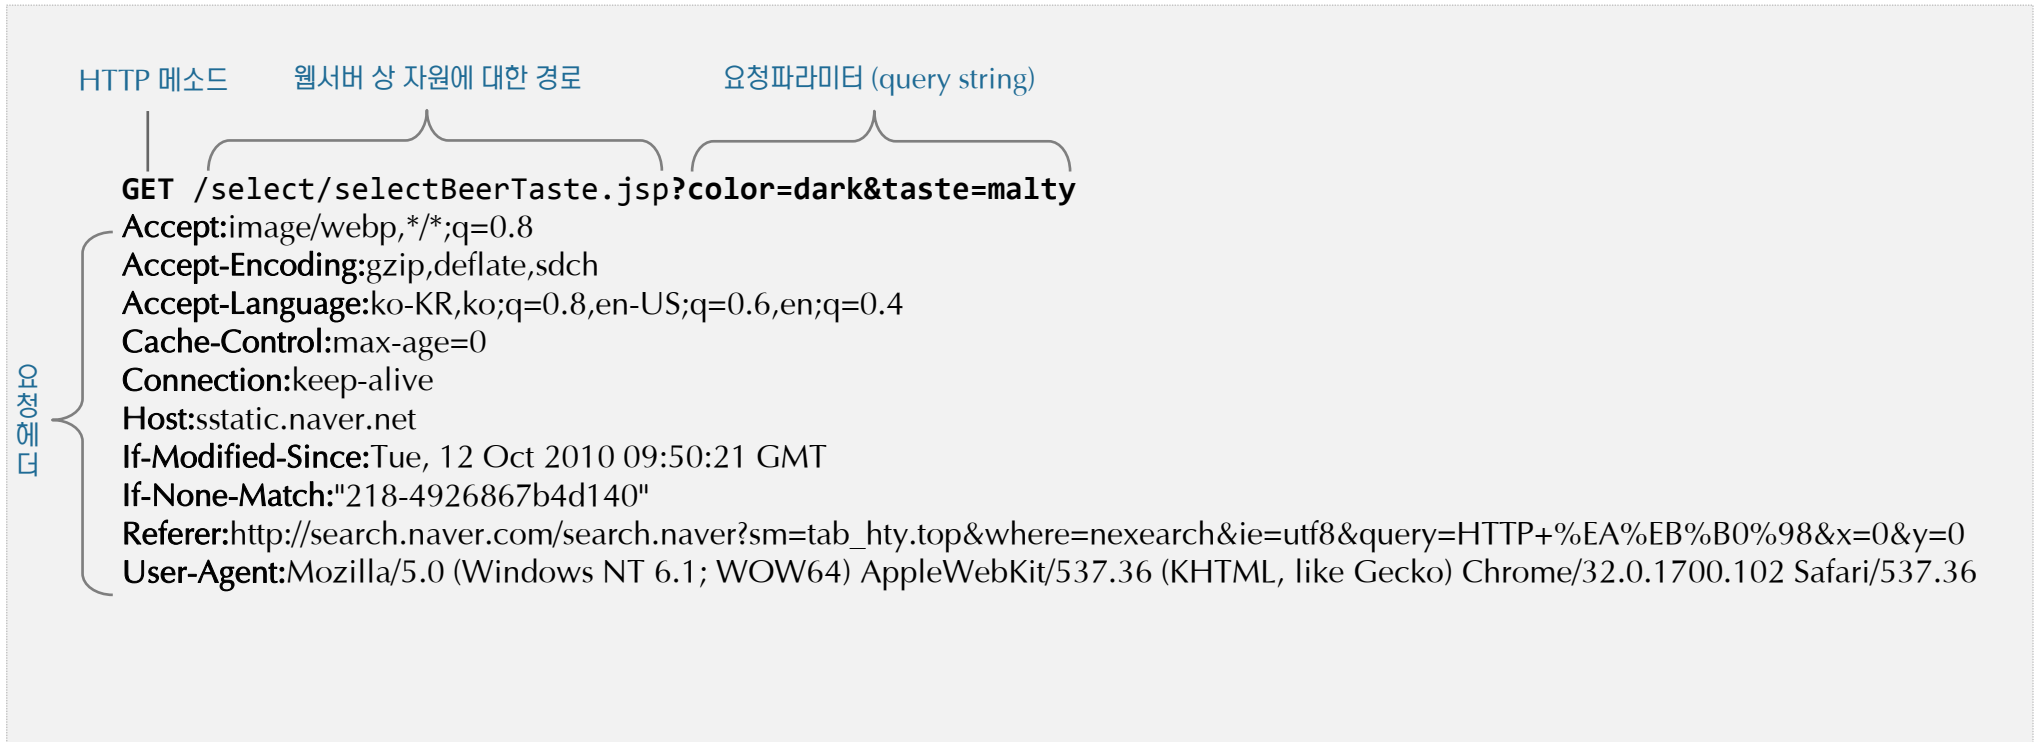 HTTP 메소드 웹서버 상 자원에 대한 경로 요청파라미터 (query string)
GET /select/selectBeerTaste.jsp?color=dark&taste=malty
Accept:image/webp,*/*;q=0.8
Accept-Encoding:gzip,deflate,sdch
Accept-Language:ko-KR,ko;q=0.8,en-US;q=0.6,en;q=0.4
Cache-Control:max-age=0
Connection:keep-alive
Host:sstatic.naver.net
If-Modified-Since:Tue, 12 Oct 2010 09:50:21 GMT
If-None-Match:"218-4926867b4d140"
Referer:http://search.naver.com/search.naver?sm=tab_hty.top&where=nexearch&ie=utf8&query=HTTP+%EA%EB%B0%98&x=0&y=0
User-Agent:Mozilla/5.0 (Windows NT 6.1; WOW64) AppleWebKit/537.36 (KHTML, like Gecko) Chrome/32.0.1700.102 Safari/537.36
요청헤더